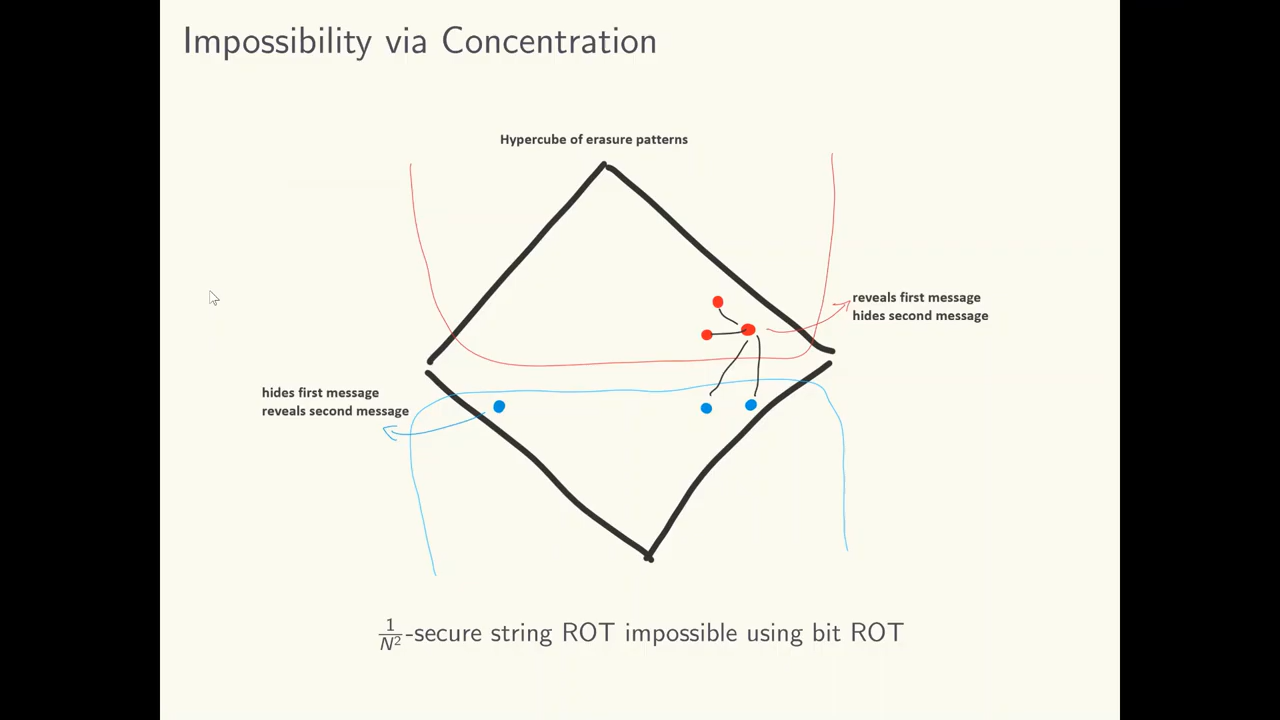 Impossibility via Concentration
Hypercube of erasure patterns
reveals first message
hides second message
hides first message
reveals second message
1/N²-secure string ROT impossible using bit ROT